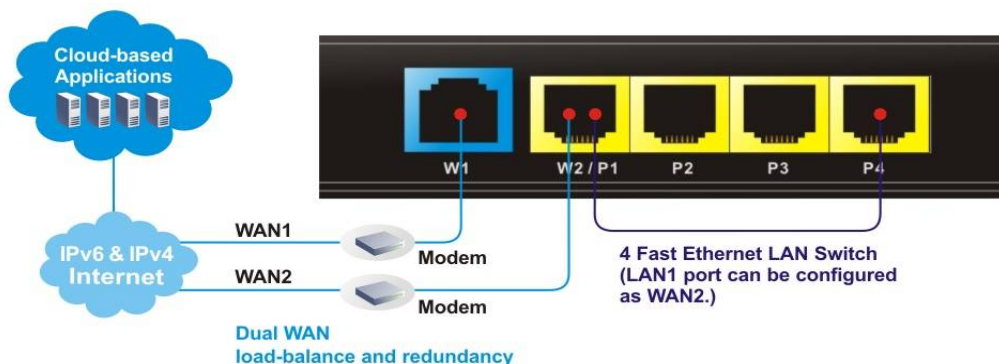 Cloud-based
Applications
W1
W2 / P1
P2
P3
P4
IPv6 & IPv4
Internet
WAN1
Modem
WAN2
Modem
4 Fast Ethernet LAN Switch
(LAN1 port can be configured
as WAN2.)
Dual WAN
load-balance and redundancy